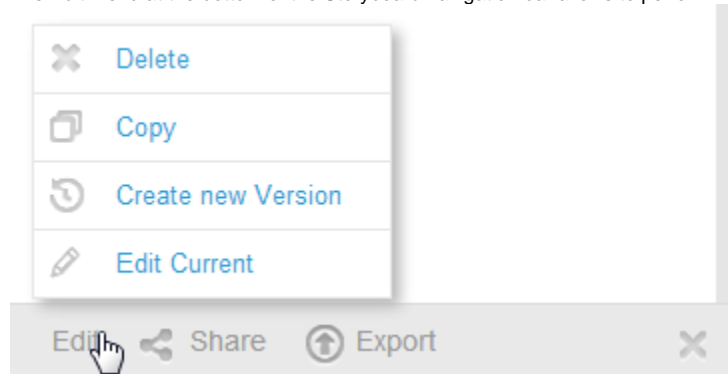 Delete
Copy
Create new Version
Edit Current
Edit Share Export